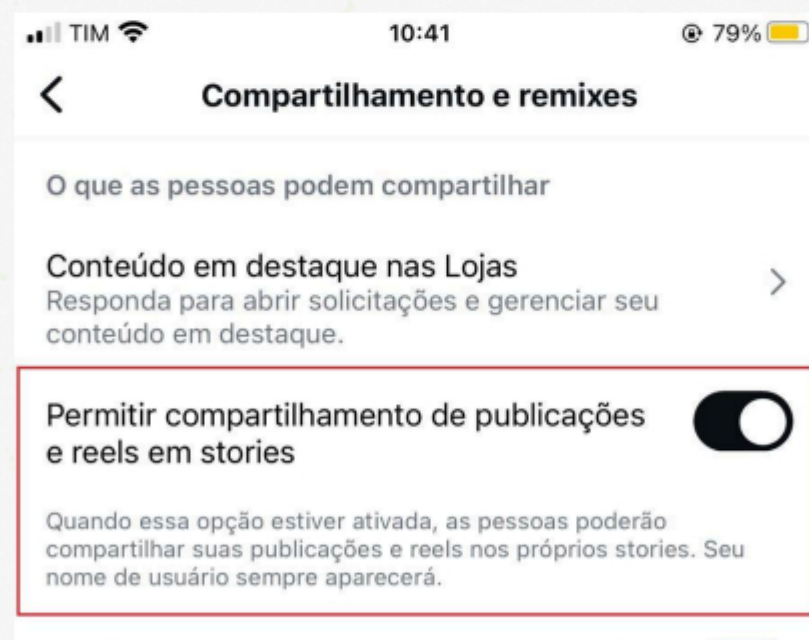 TIM 10:41 79%
Compartilhamento e remixes
O que as pessoas podem compartilhar
Conteúdo em destaque nas Lojas
Responda para abrir solicitações e gerenciar seu
conteúdo em destaque.
Permitir compartilhamento de publicações
e reels em stories
Quando essa opção estiver ativada, as pessoas poderão
compartilhar suas publicações e reels nos próprios stories. Seu
nome de usuário sempre aparecerá.